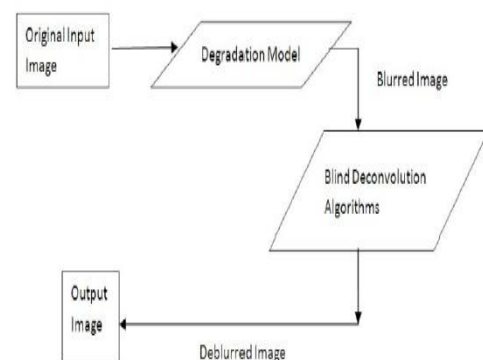 Original Input
Image
Degradation Model
Blurred Image
Blind Deconvolution
Algorithms
Output
Image
Deblurred Image